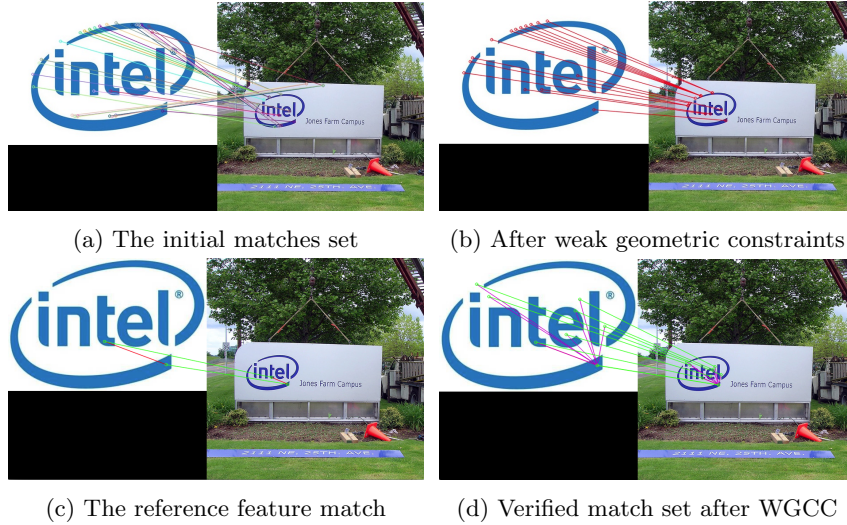 intel®
intel
Jones Farm Campus
2111 NE. 25TH. AVE.
intel®
intel
Jones Farm Campus
2111 NE. 25TH. AVE.
(a) The initial matches set
(b) After weak geometric constraints
intel®
intel
Jones Farm Campus
2111 NE. 25TH. AVE.
intel®
intel
Jones Farm Campus
2111 NE. 25TH. AVE.
(c) The reference feature match
(d) Verified match set after WGCC